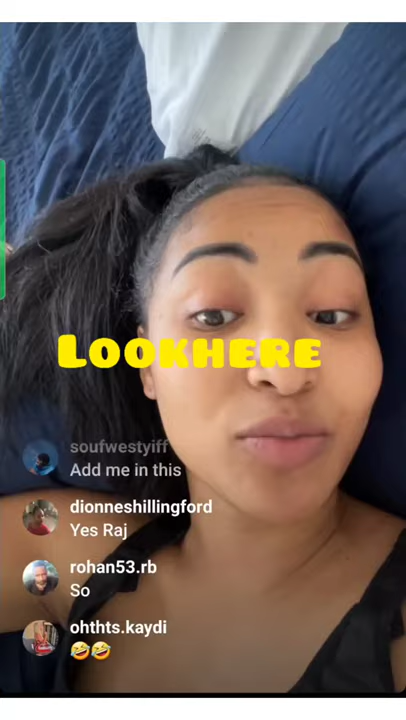 Lookhere
soufwestyiff
Add me in this
dionneshillingford
Yes Raj
rohan53.rb
So
ohthts.kaydi
🤣🤣